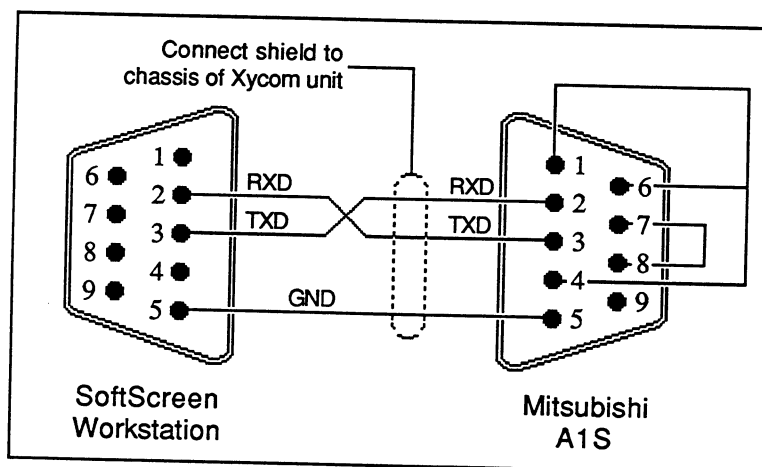 Connect shield to
chassis of Xycom unit
1
6
2
7
3
8
4
9
5
RXD
TXD
GND
RXD
TXD
1
6
2
7
3
8
4
9
5
SoftScreen
Workstation
Mitsubishi
A1S